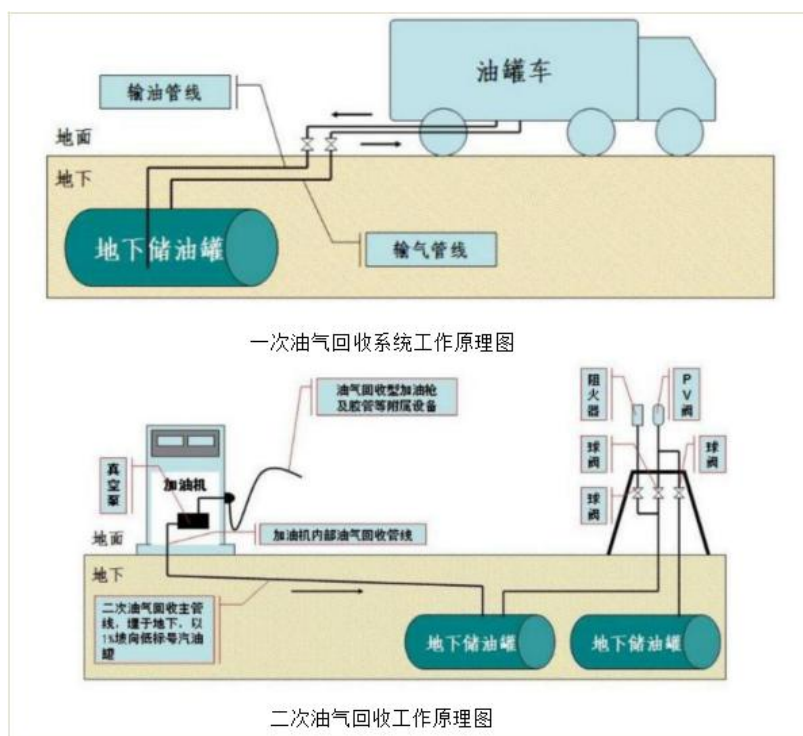 油罐车
输油管线
地面
地下
地下储油罐
输气管线
一次油气回收系统工作原理图
油气回收型加油枪
及胶管等附属设备
阻火器
PV阀
真空泵
加油机
球阀
球阀
球阀
地面
加油机内部油气回收管线
地下
二次油气回收主管
线，埋于地下，以
1%坡向低标号汽油
罐
地下储油罐
地下储油罐
二次油气回收工作原理图